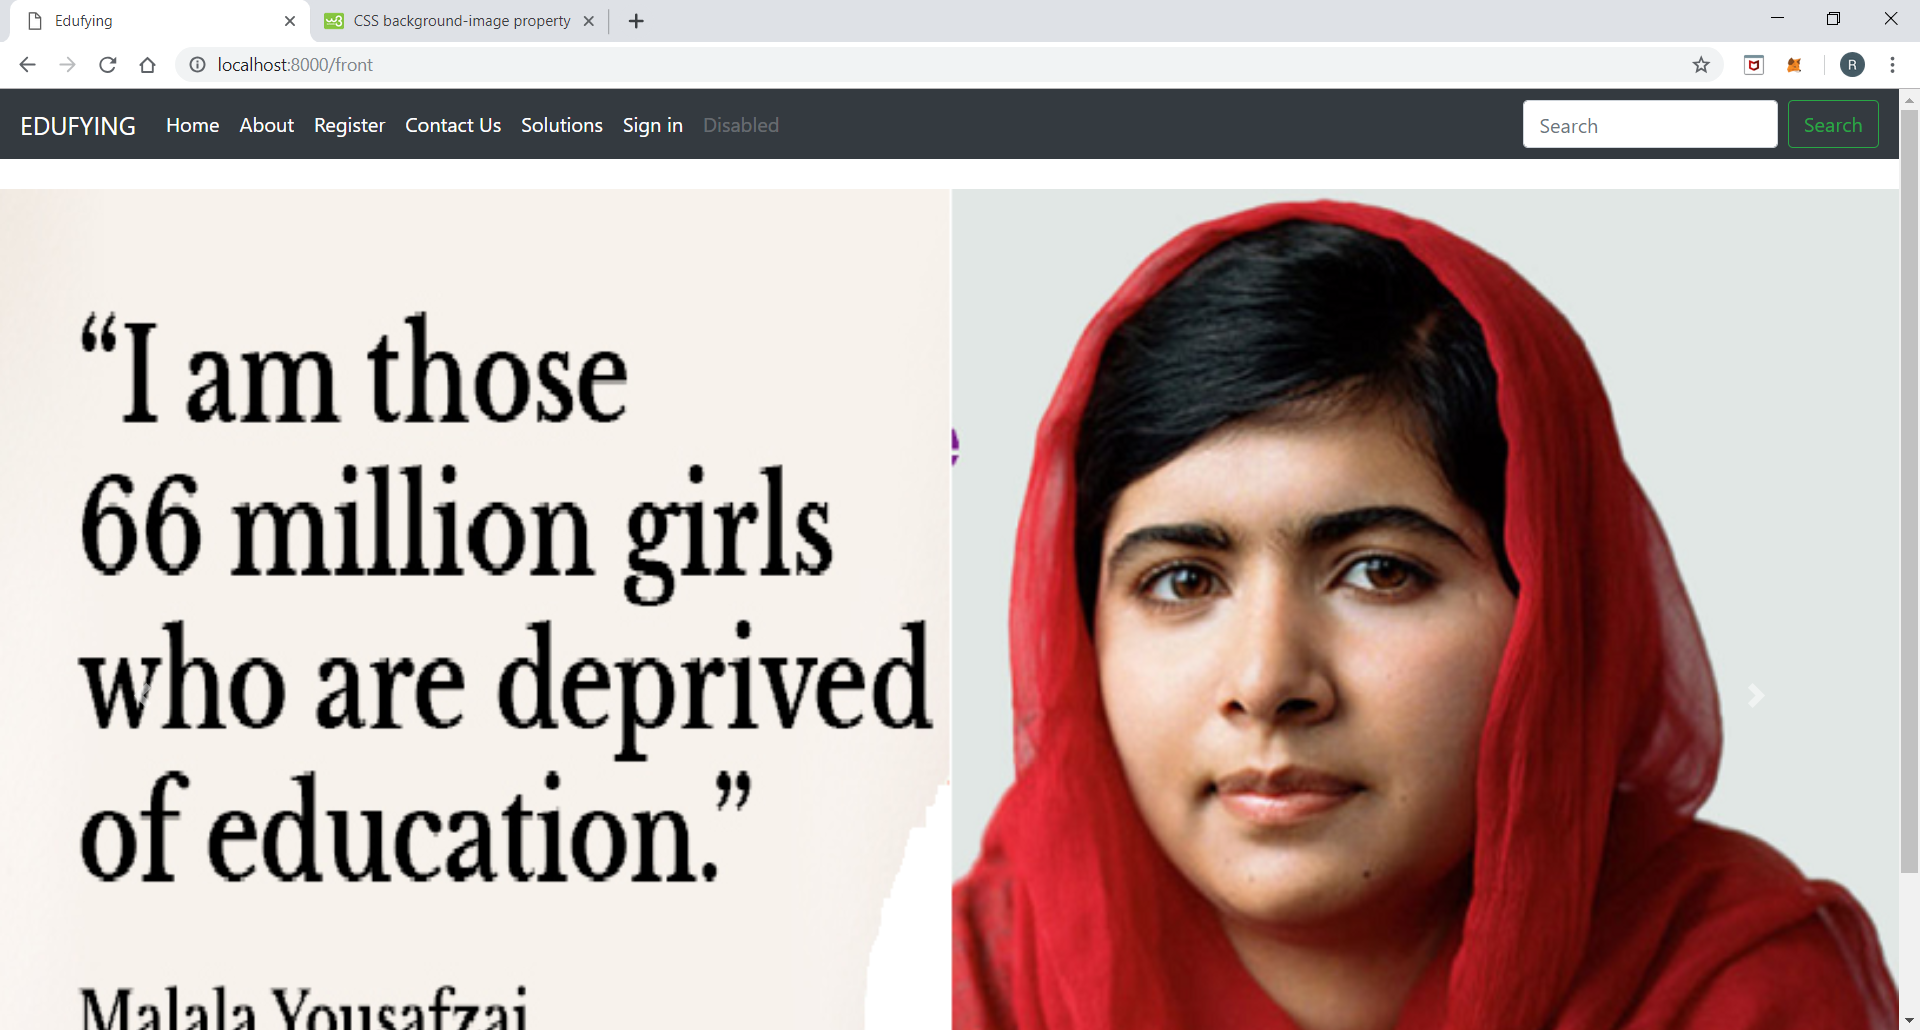 Edufying
CSS background-image property
localhost:8000/front
R
EDUFYING Home About Register Contact Us Solutions Sign in Disabled Search Search
“I am those
66 million girls
who are deprived
of education.”
Malala Yousafzai